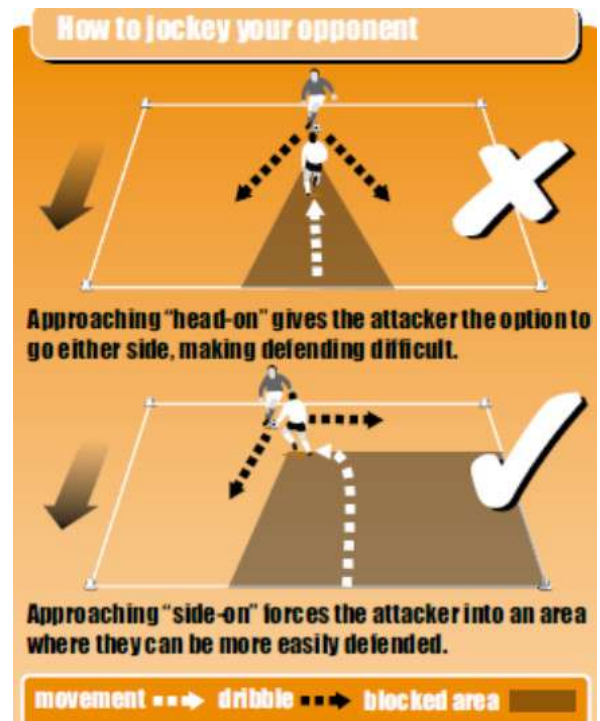 How to jockey your opponent
Approaching “head-on” gives the attacker the option to
go either side, making defending difficult.
Approaching “side-on” forces the attacker into an area
where they can be more easily defended.
movement dribble blocked area